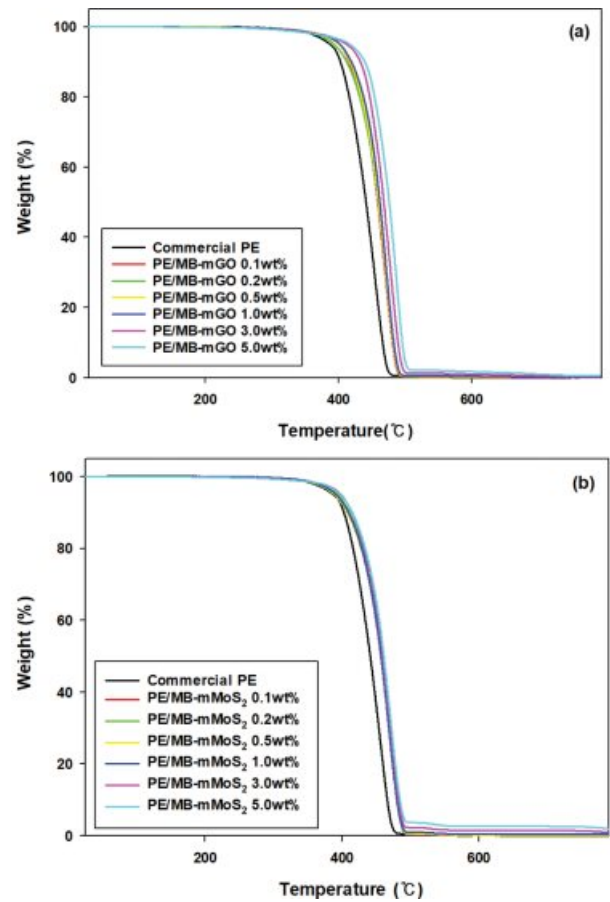 (a)
100
80
60
40
20
0
Weight (%)
Commercial PE
PE/MB-mGO 0.1wt%
PE/MB-mGO 0.2wt%
PE/MB-mGO 0.5wt%
PE/MB-mGO 1.0wt%
PE/MB-mGO 3.0wt%
PE/MB-mGO 5.0wt%
200 400 600
Temperature(℃)
(b)
100
80
60
40
20
0
Weight (%)
Commercial PE
PE/MB-mMoS₂ 0.1wt%
PE/MB-mMoS₂ 0.2wt%
PE/MB-mMoS₂ 0.5wt%
PE/MB-mMoS₂ 1.0wt%
PE/MB-mMoS₂ 3.0wt%
PE/MB-mMoS₂ 5.0wt%
200 400 600
Temperature (℃)